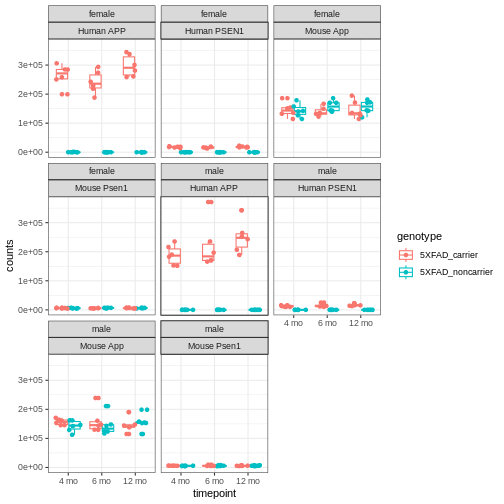 female
female
female
Human APP
Human PSEN1
Mouse App
3e+05
2e+05
1e+05
0e+00
female
male
male
Mouse Psen1
Human APP
Human PSEN1
3e+05
2e+05
1e+05
0e+00
4 mo
6 mo
12 mo
male
male
Mouse App
Mouse Psen1
3e+05
2e+05
1e+05
0e+00
4 mo
6 mo
12 mo
4 mo
6 mo
12 mo
counts
timepoint
genotype
5XFAD_carrier
5XFAD_noncarrier